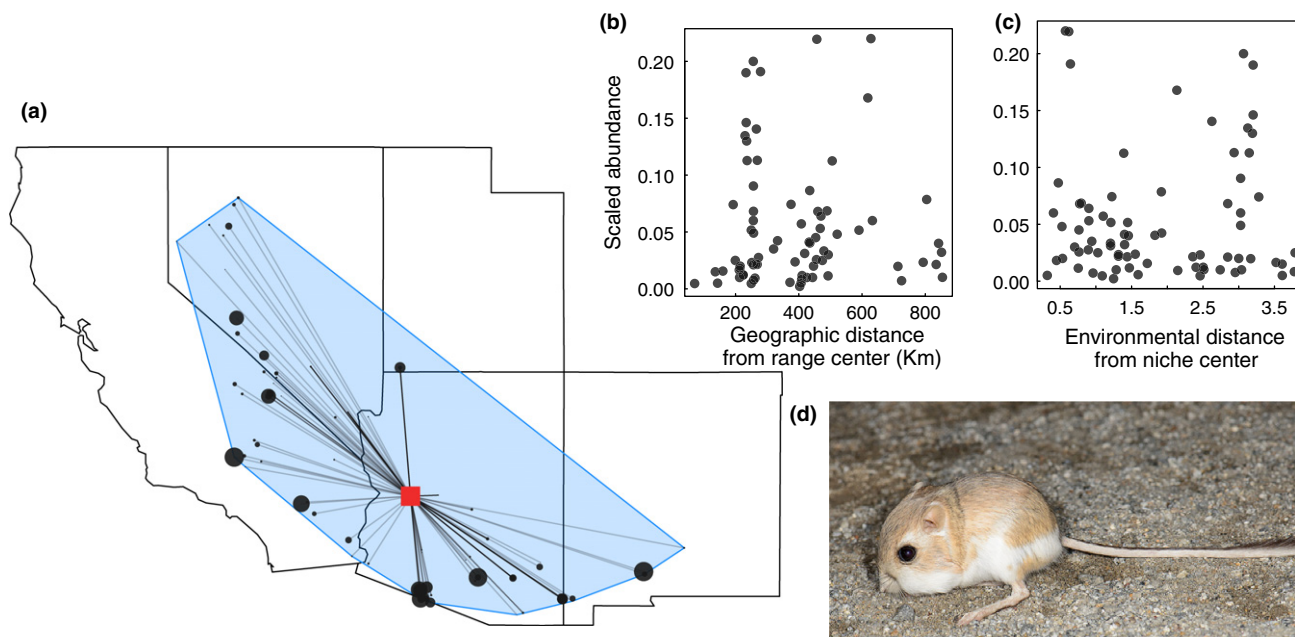 (a)
(b)
Scaled abundance
0.20
0.15
0.10
0.05
0.00
200
400
600
800
Geographic distance
from range center (Km)
(c)
0.20
0.15
0.10
0.05
0.00
0.5
1.5
2.5
3.5
Environmental distance
from niche center
(d)